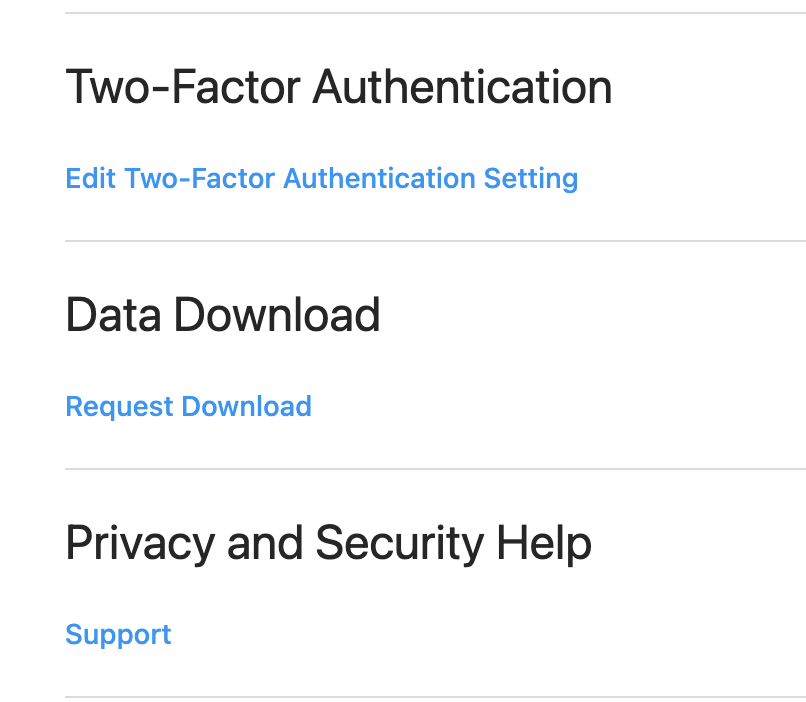 Two-Factor Authentication
Edit Two-Factor Authentication Setting
Data Download
Request Download
Privacy and Security Help
Support